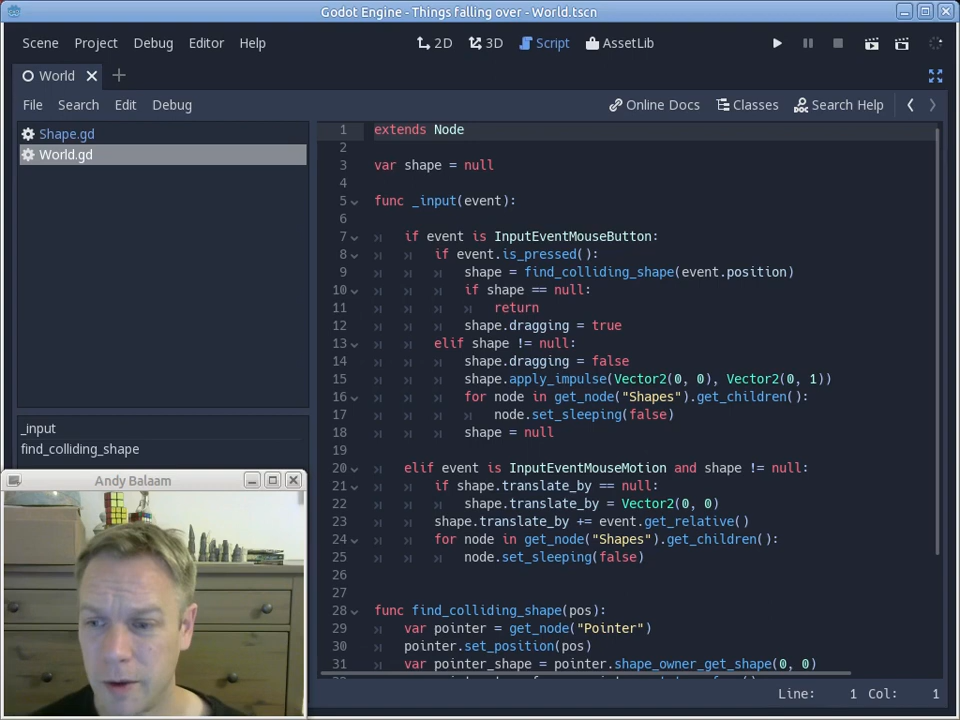 Godot Engine - Things falling over - World.tscn
Scene Project Debug Editor Help 2D 3D Script AssetLib
World
File Search Edit Debug Online Docs Classes Search Help
Shape.gd
World.gd
_input
find_colliding_shape
Andy Balaam
1 extends Node
2
3 var shape = null
4
5 func _input(event):
6
7 if event is InputEventMouseButton:
8 if event.is_pressed():
9 shape = find_colliding_shape(event.position)
10 if shape == null:
11 return
12 shape.dragging = true
13 elif shape != null:
14 shape.dragging = false
15 shape.apply_impulse(Vector2(0, 0), Vector2(0, 1))
16 for node in get_node("Shapes").get_children():
17 node.set_sleeping(false)
18 shape = null
19
20 elif event is InputEventMouseMotion and shape != null:
21 if shape.translate_by == null:
22 shape.translate_by = Vector2(0, 0)
23 shape.translate_by += event.get_relative()
24 for node in get_node("Shapes").get_children():
25 node.set_sleeping(false)
26
27
28 func find_colliding_shape(pos):
29 var pointer = get_node("Pointer")
30 pointer.set_position(pos)
31 var pointer_shape = pointer.shape_owner_get_shape(0, 0)
Line: 1 Col: 1